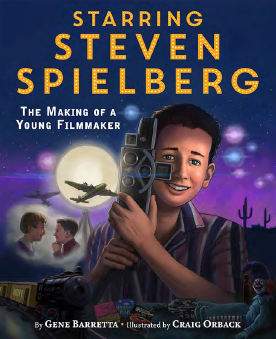 STARRING
STEVEN
SPIELBERG
THE MAKING OF A
YOUNG FILMMAKER
By GENE BARRETTA • Illustrated by CRAIG ORBACK